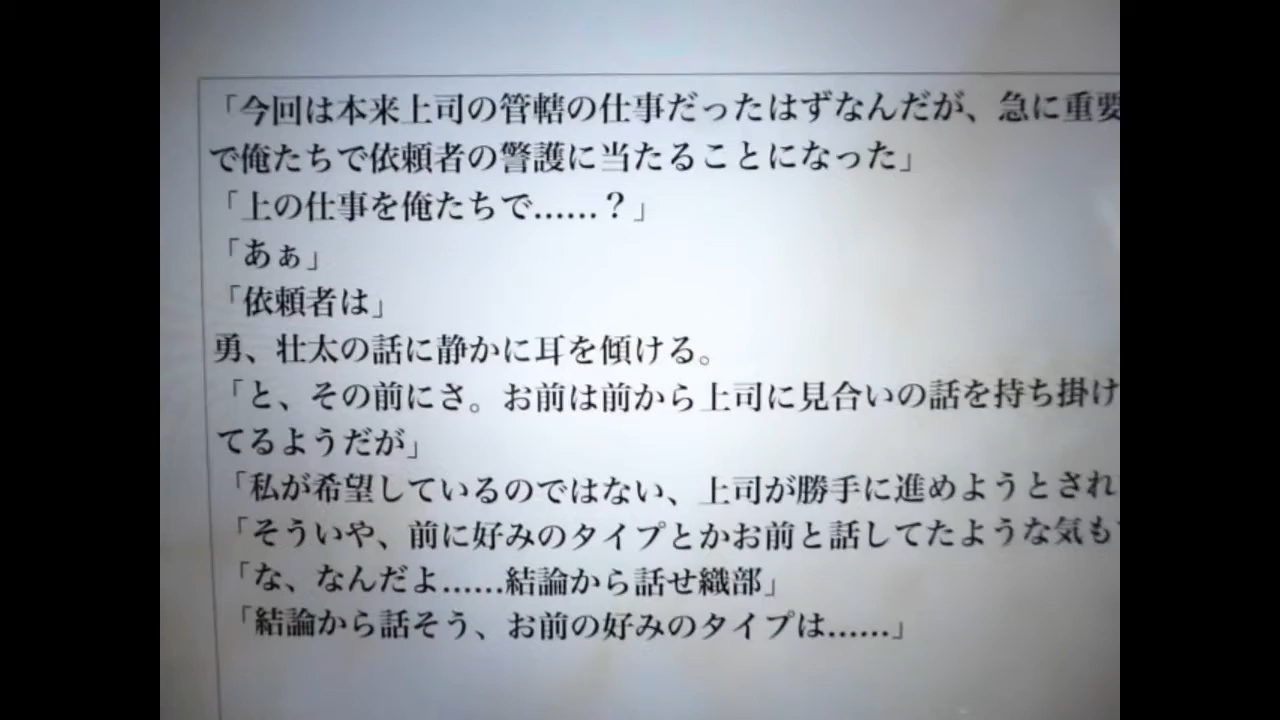 「今回は本来上司の管轄の仕事だったはずなんだが、急に重要
で俺たちで依頼者の警護に当たることになった」
「上の仕事を俺たちで……？」
「あぁ」
「依頼者は」
勇、壮太の話に静かに耳を傾ける。
「と、その前にさ。お前は前から上司に見合いの話を持ち掛け
てるようだが」
「私が希望しているのではない、上司が勝手に進めようとされ
「そういや、前に好みのタイプとかお前と話してたような気も
「な、なんだよ……結論から話せ織部」
「結論から話そう、お前の好みのタイプは……」